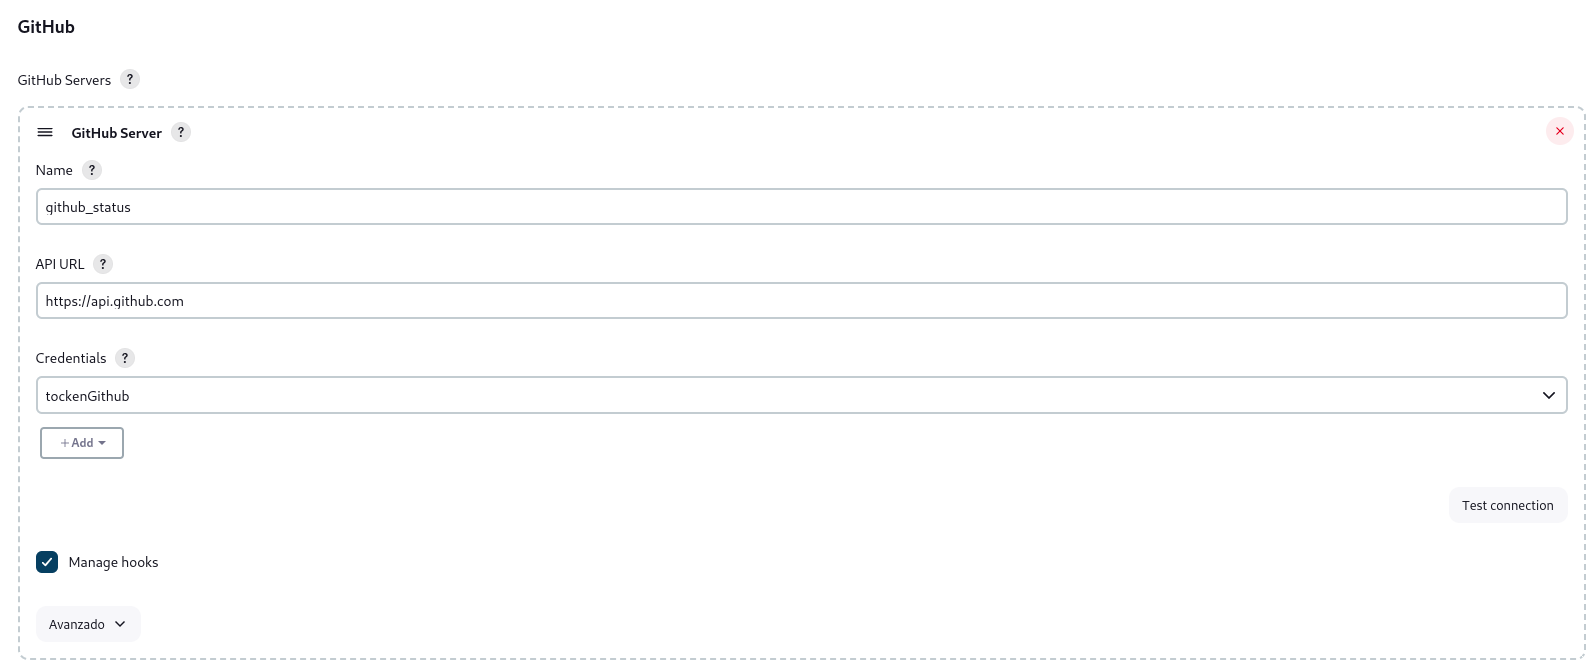 GitHub
GitHub Servers ?
GitHub Server ?
Name ?
github_status
API URL ?
https://api.github.com
Credentials ?
tockenGithub
+ Add
Test connection
Manage hooks
Avanzado